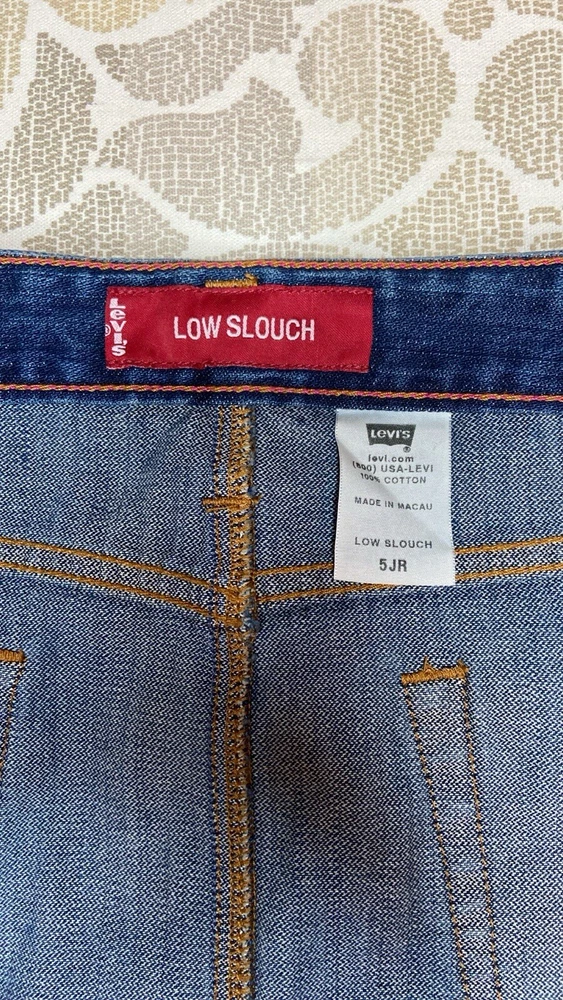 Levi's®
LOW SLOUCH
Levi's®
levi.com
(800) USA-LEVI
100% COTTON
MADE IN MACAU
LOW SLOUCH
5JR